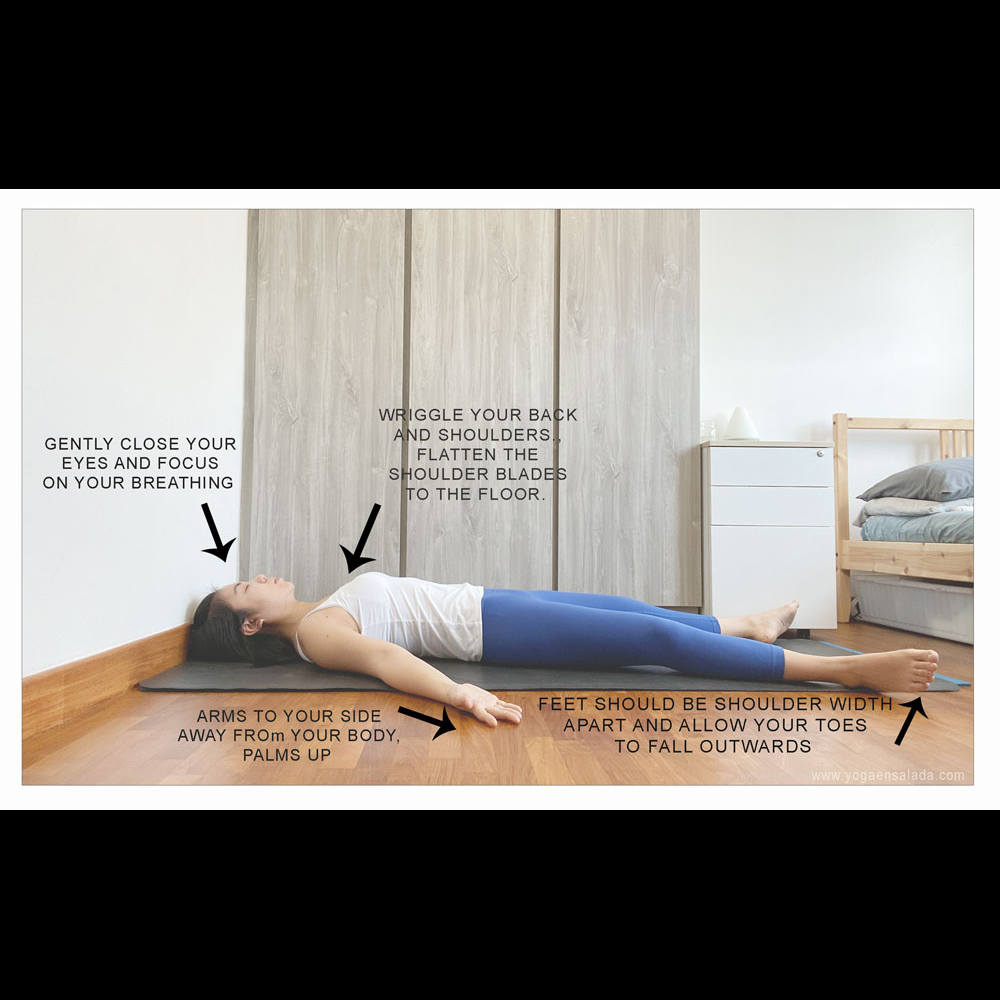 GENTLY CLOSE YOUR
EYES AND FOCUS
ON YOUR BREATHING
WRIGGLE YOUR BACK
AND SHOULDERS.,
FLATTEN THE
SHOULDER BLADES
TO THE FLOOR.
ARMS TO YOUR SIDE
AWAY FROm YOUR BODY,
PALMS UP
FEET SHOULD BE SHOULDER WIDTH
APART AND ALLOW YOUR TOES
TO FALL OUTWARDS
www.yogaensalada.com